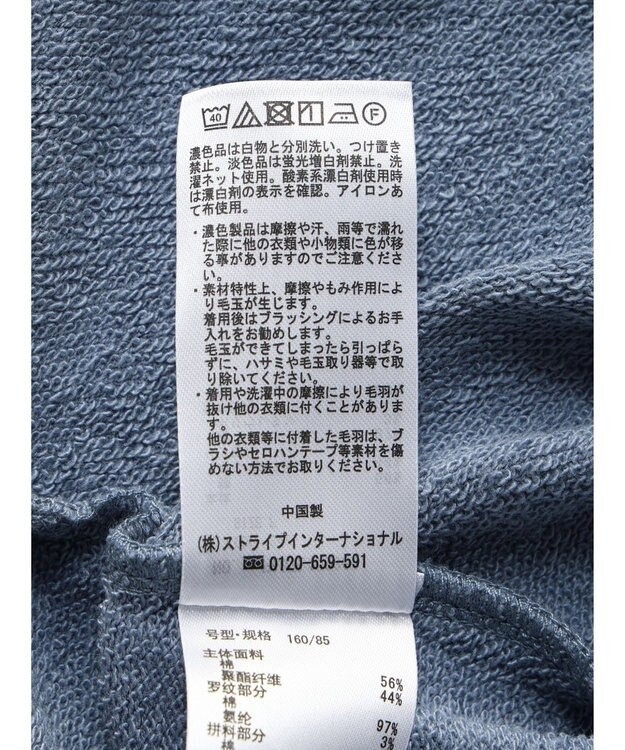 40 F
濃色品は白物と分別洗い。つけ置き
禁止。淡色品は蛍光増白剤禁止。洗
濯ネット使用。酸素系漂白剤使用時
は漂白剤の表示を確認。アイロンあ
て布使用。
・濃色製品は摩擦や汗、雨等で濡れ
た際に他の衣類や小物類に色が移
る事がありますのでご注意くださ
い。
・素材特性上、摩擦やもみ作用によ
り毛玉が生じます。
着用後はブラッシングによるお手
入れをお勧めします。
毛玉ができてしまったら引っぱら
ずに、ハサミや毛玉取り器等で取
り除いてください。
・着用や洗濯中の摩擦により毛羽が
抜け他の衣類に付くことがありま
す。
他の衣類等に付着した毛羽は、ブ
ラシやセロハンテープ等素材を傷
めない方法でお取りください。
中国製
(株)ストライプインターナショナル
0120-659-591
号型·规格 160/85
主体面料
棉 56%
聚酯纤维 44%
罗纹部分
棉 97%
氨纶 3%
拼料部分
棉